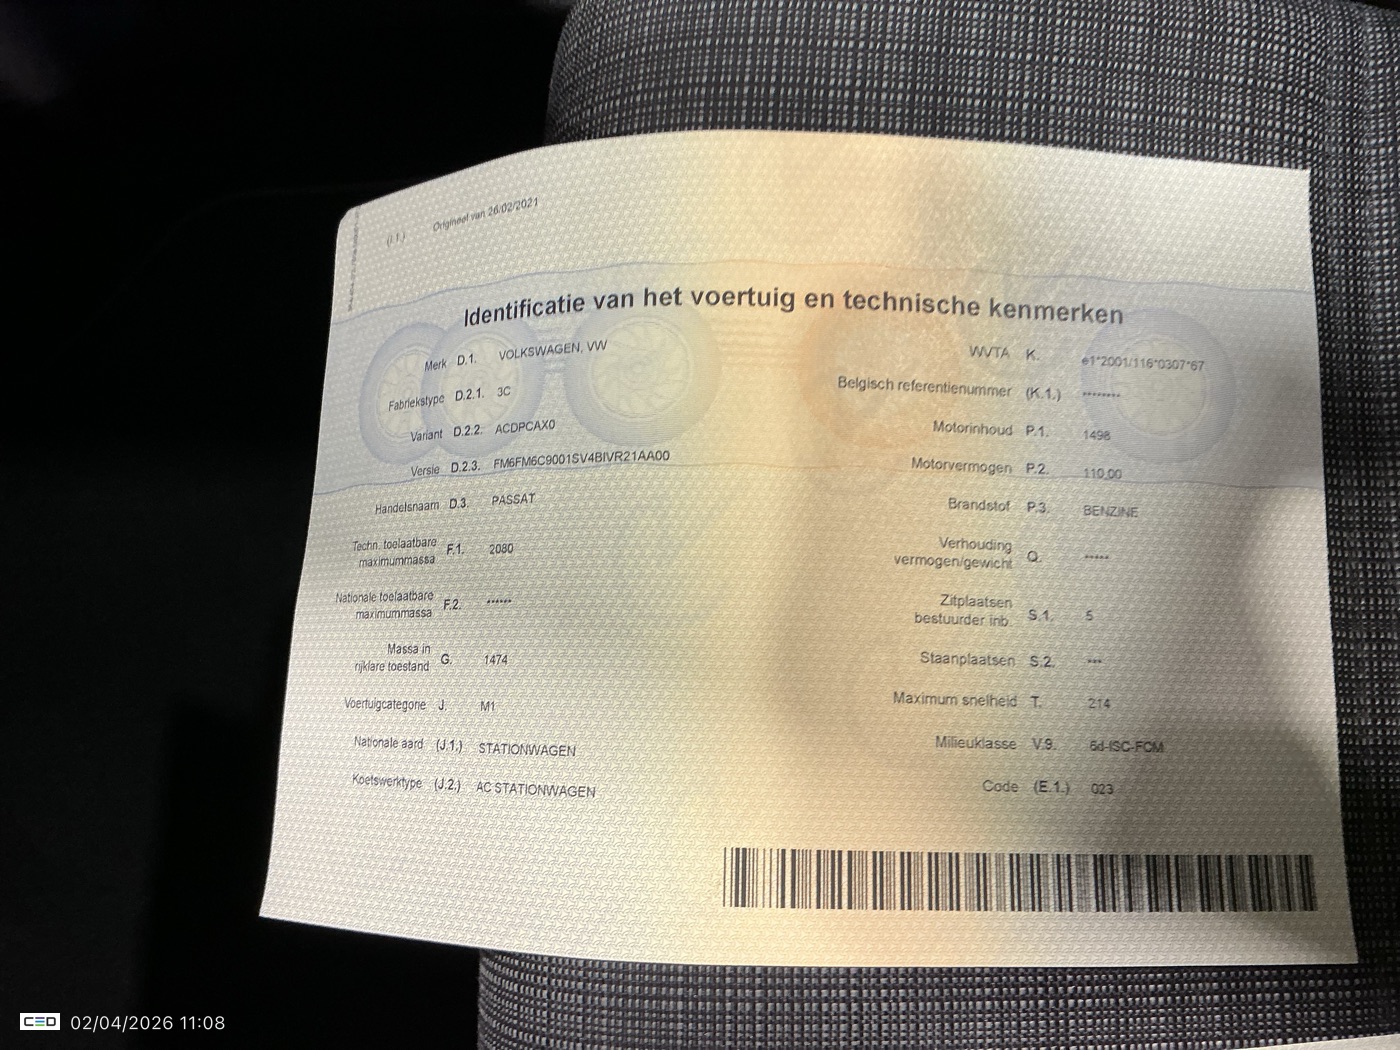 (I.1.) Origineel van 26/02/2021
Identificatie van het voertuig en technische kenmerken
Merk D.1. VOLKSWAGEN, VW
Fabriekstype D.2.1. 3C
Variant D.2.2. ACDPCAX0
Versie D.2.3. FM6FM6C9001SV4BIVR21AA00
Handelsnaam D.3. PASSAT
Techn. toelaatbare
maximummassa F.1. 2080
Nationale toelaatbare
maximummassa F.2. ******
Massa in
rijklare toestand G. 1474
Voertuigcategorie J. M1
Nationale aard (J.1.) STATIONWAGEN
Koetswerktype (J.2.) AC STATIONWAGEN
WVTA K. e1*2001/116*0307*67
Belgisch referentienummer (K.1.) ********
Motorinhoud P.1. 1498
Motorvermogen P.2. 110,00
Brandstof P.3. BENZINE
Verhouding
vermogen/gewicht Q. *****
Zitplaatsen
bestuurder inb. S.1. 5
Staanplaatsen S.2. ***
Maximum snelheid T. 214
Milieuklasse V.9. 6d-ISC-FCM
Code (E.1.) 023
CED 02/04/2026 11:08